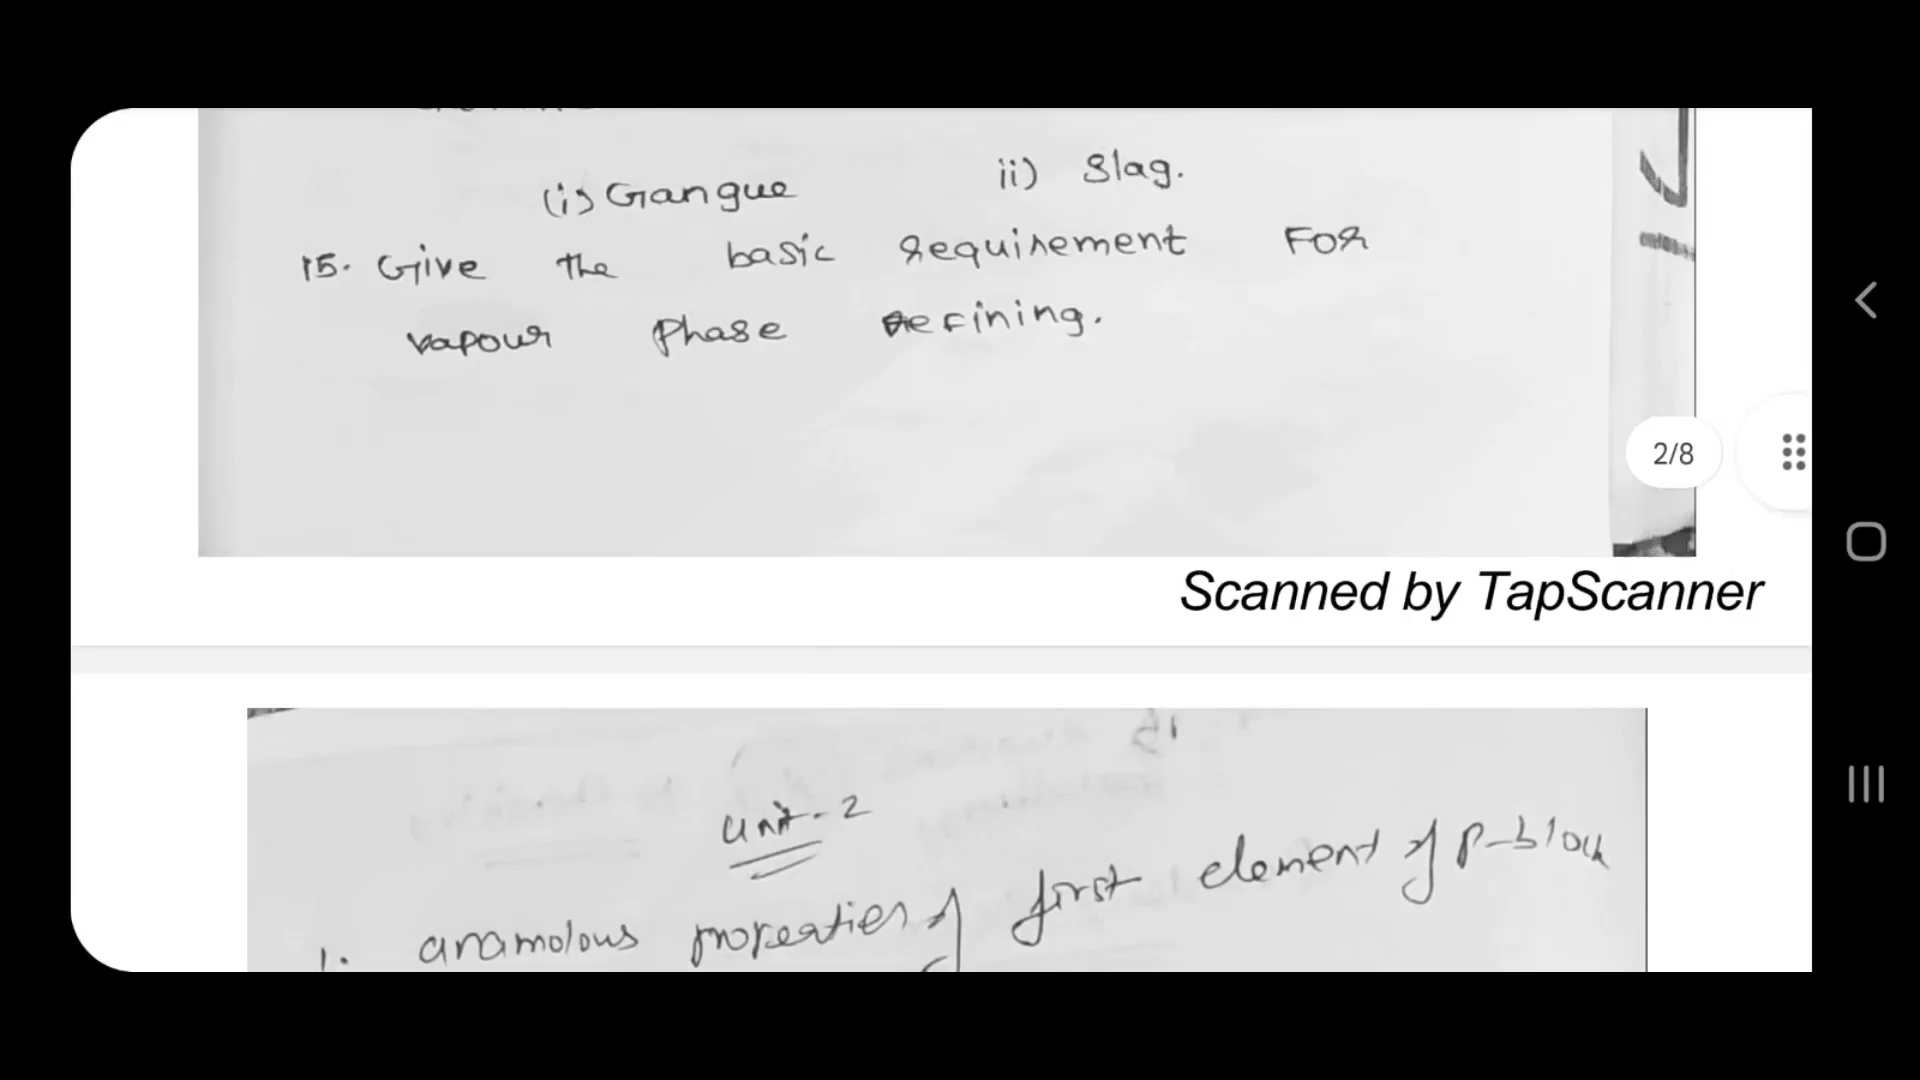 (i) Gangue ii) Slag.
15. Give the basic requirement For
vapour phase refining.
2/8
Scanned by TapScanner
Unit-2
1. anamolous properties of first element of p-block